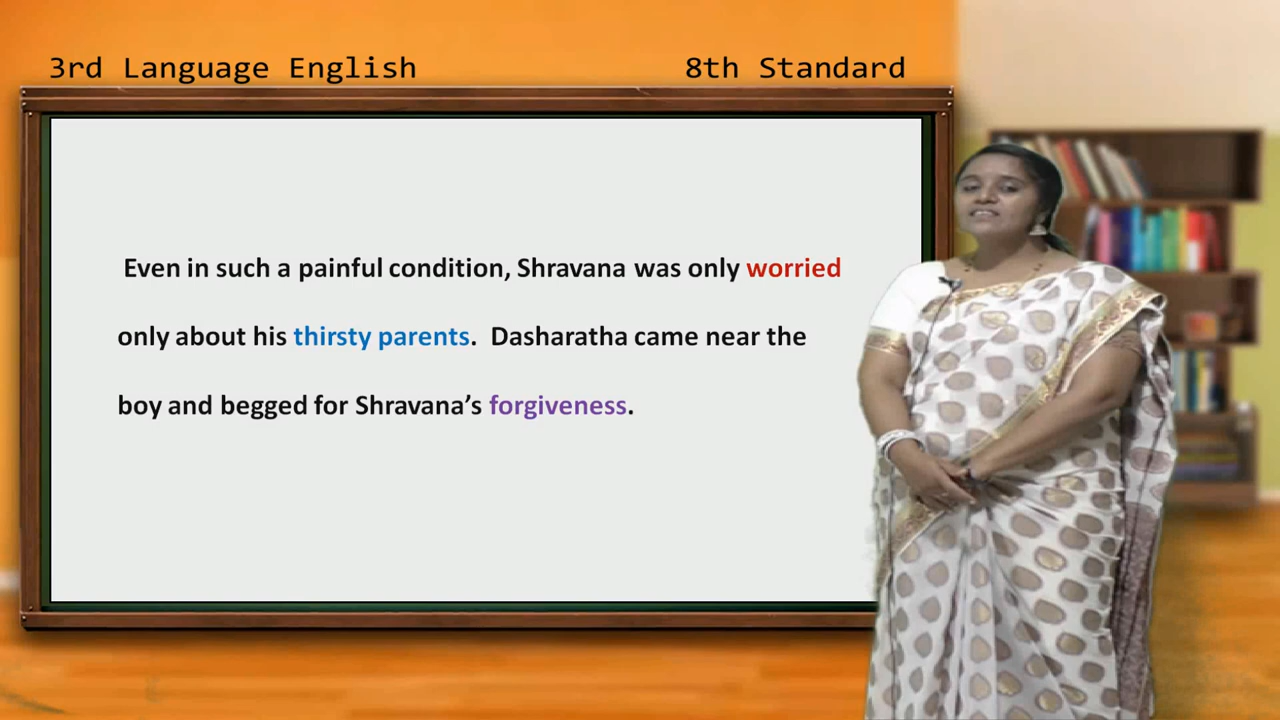 3rd Language English 8th Standard
Even in such a painful condition, Shravana was only worried
only about his thirsty parents. Dasharatha came near the
boy and begged for Shravana’s forgiveness.